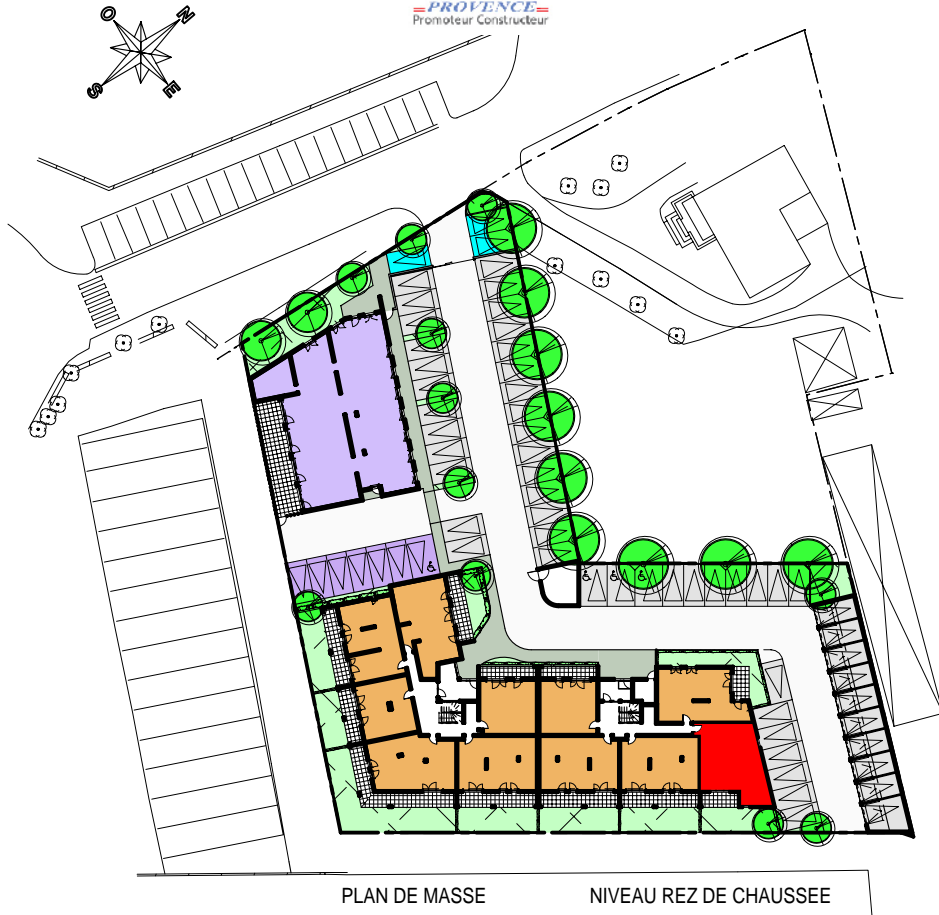 PROVENCE
Promoteur Constructeur
O
N
S
E
PLAN DE MASSE
NIVEAU REZ DE CHAUSSEE